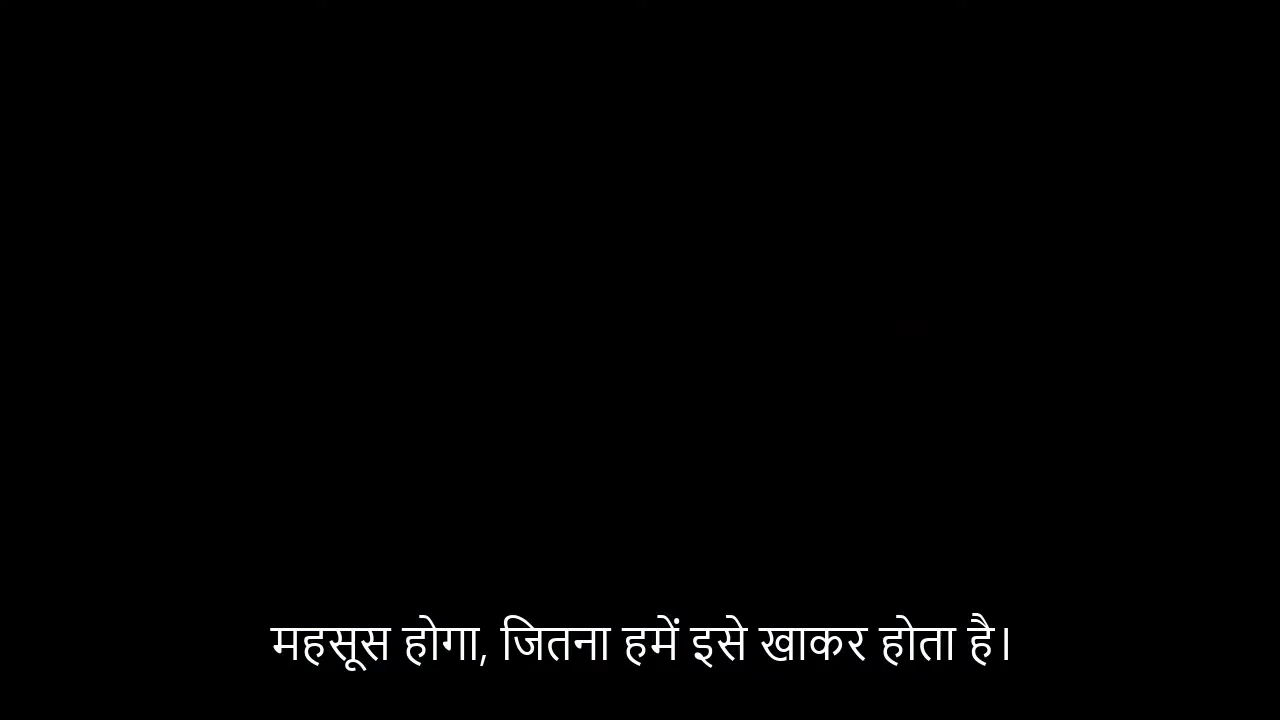 महसूस होगा, जितना हमें इसे खाकर होता है।